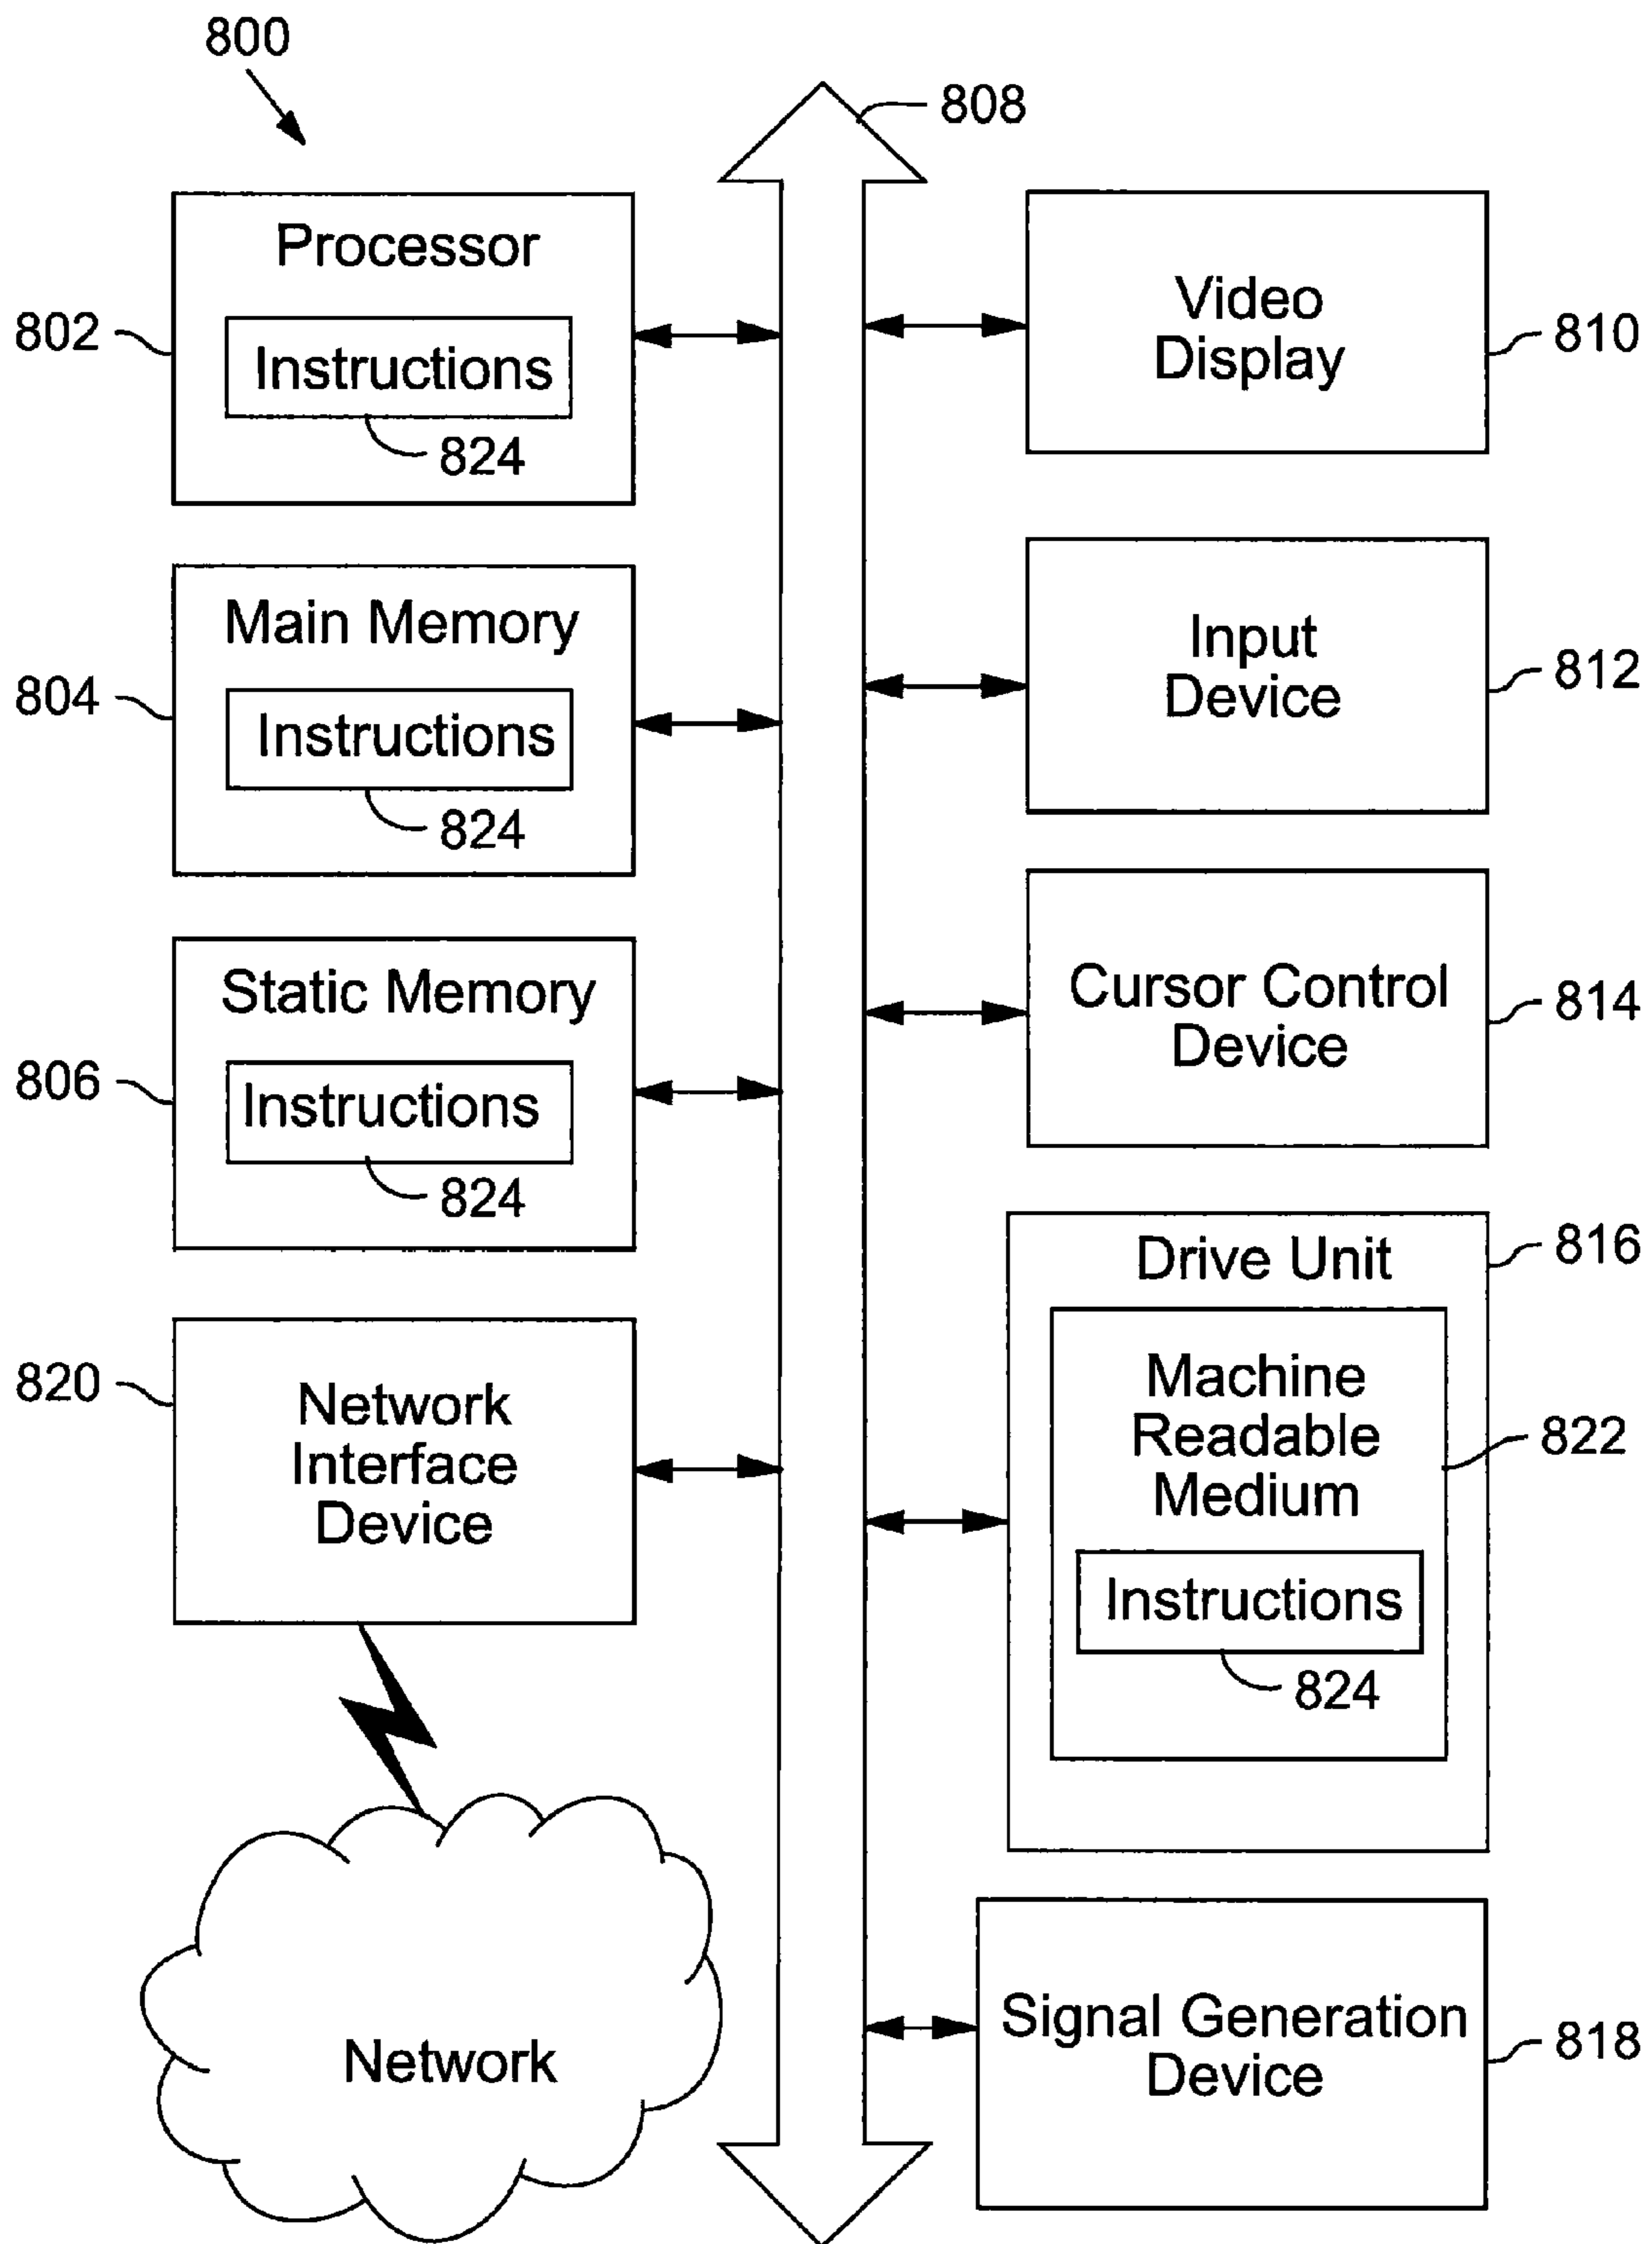 800
808
Processor
Instructions
824
802
Main Memory
Instructions
824
804
Static Memory
Instructions
824
806
Network
Interface
Device
820
Network
Video
Display
810
Input
Device
812
Cursor Control
Device
814
Drive Unit
816
Machine
Readable
Medium
822
Instructions
824
Signal Generation
Device
818